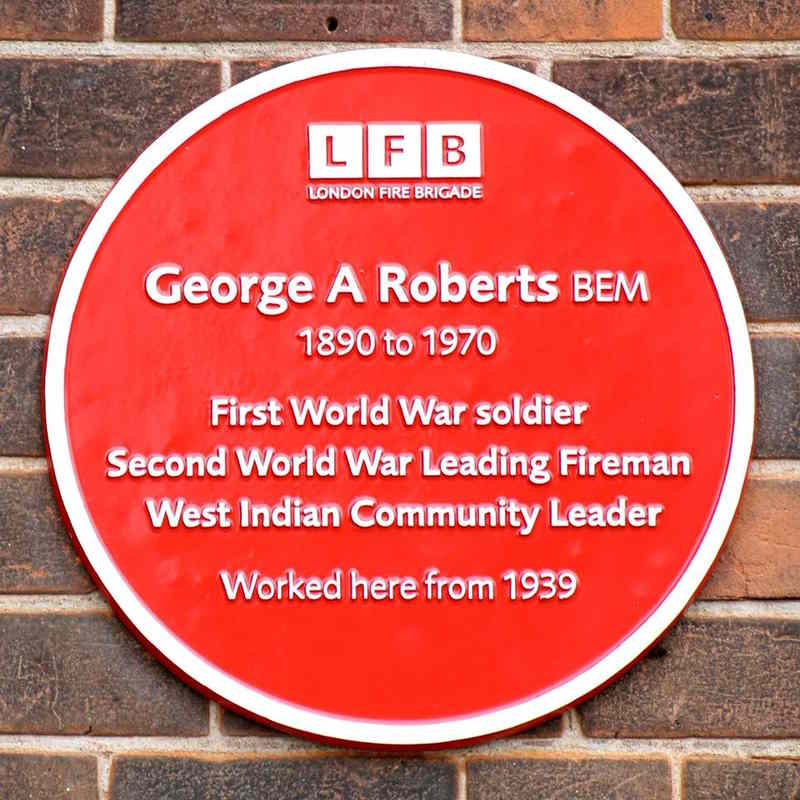 LFB
LONDON FIRE BRIGADE
George A Roberts BEM
1890 to 1970
First World War soldier
Second World War Leading Fireman
West Indian Community Leader
Worked here from 1939